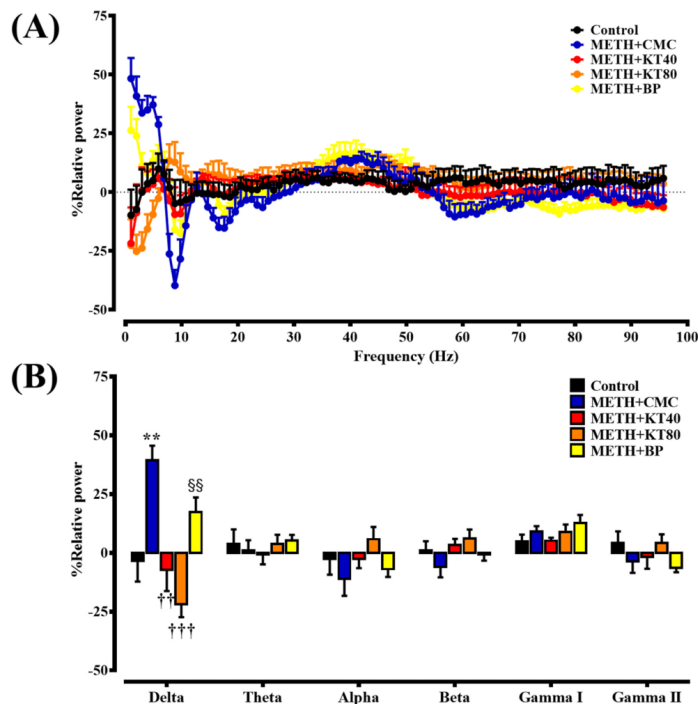 (A)
Control
METH+CMC
METH+KT40
METH+KT80
METH+BP
%Relative power
75
50
25
0
-25
-50
0 10 20 30 40 50 60 70 80 90 100
Frequency (Hz)
(B)
Control
METH+CMC
METH+KT40
METH+KT80
METH+BP
%Relative power
75
50
25
0
-25
-50
**
§§
††
†††
Delta Theta Alpha Beta Gamma I Gamma II